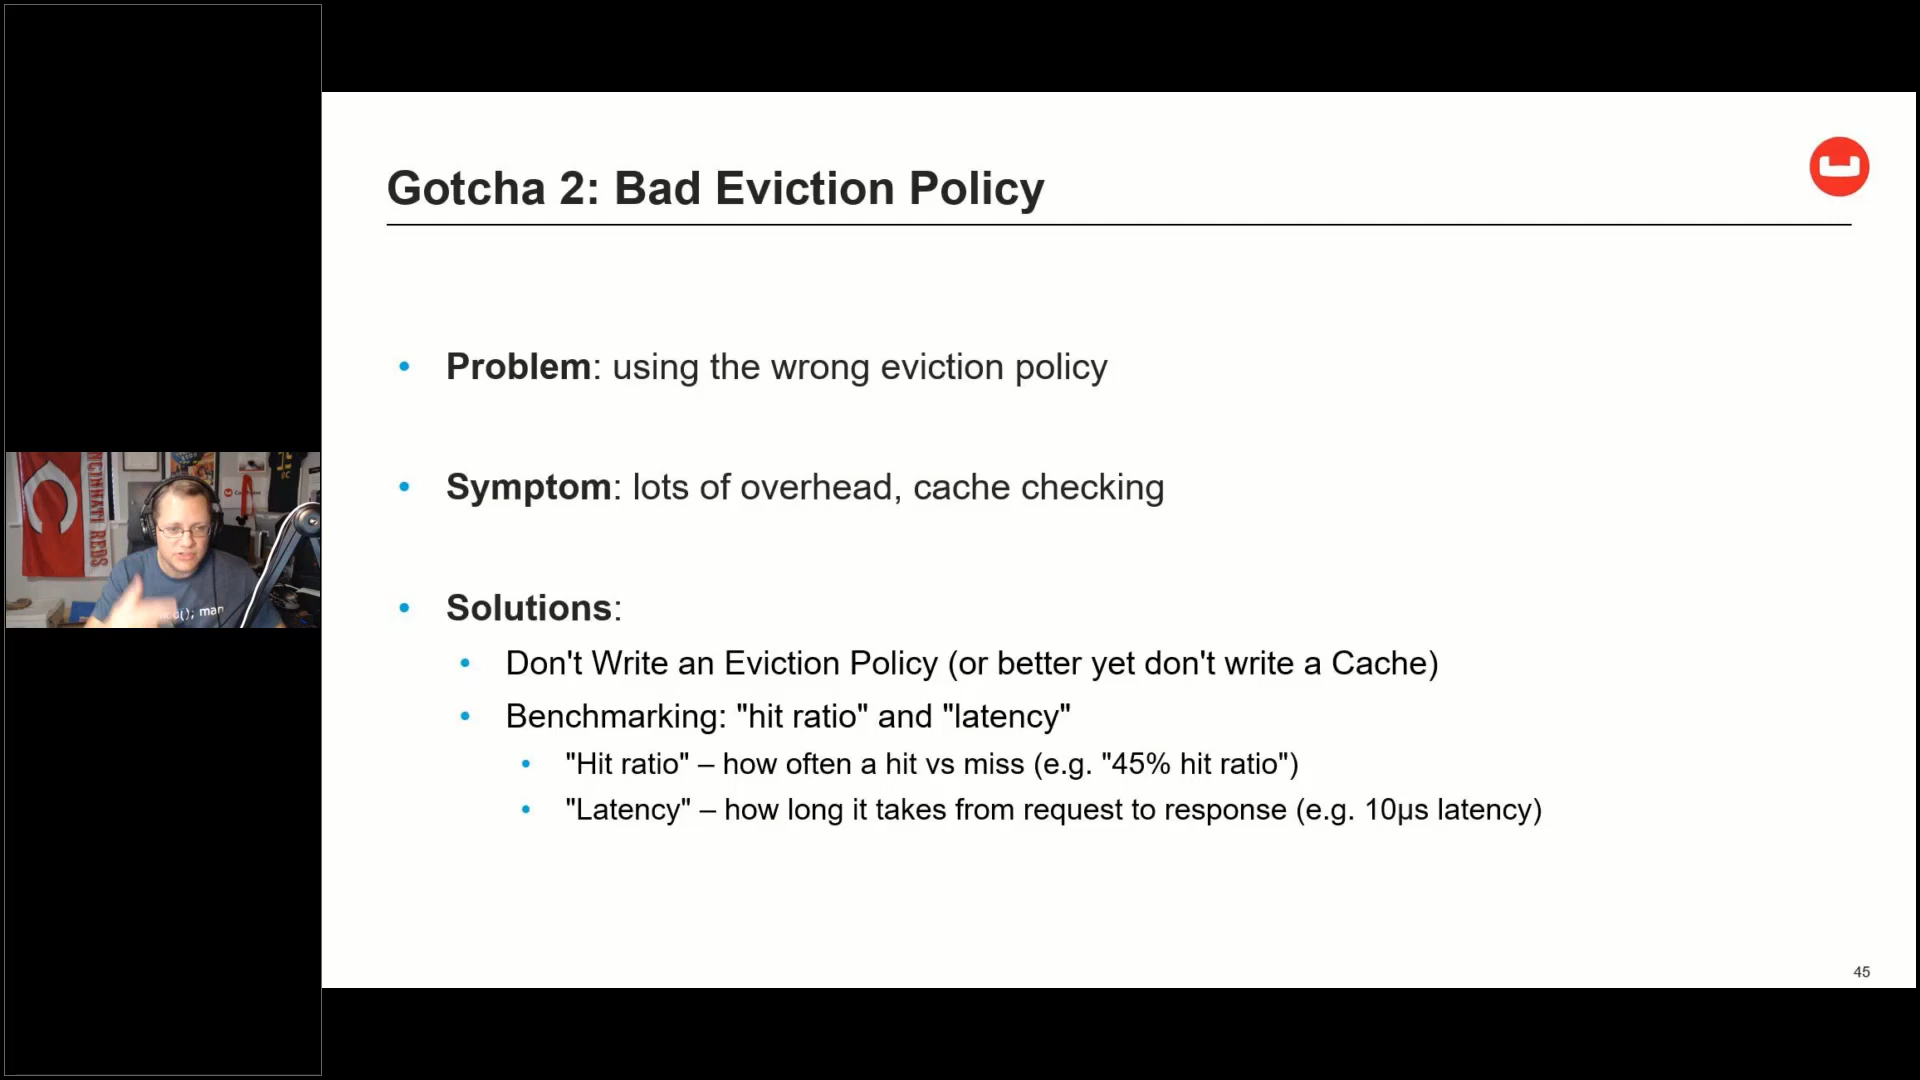 Gotcha 2: Bad Eviction Policy
• Problem: using the wrong eviction policy
• Symptom: lots of overhead, cache checking
• Solutions:
• Don't Write an Eviction Policy (or better yet don't write a Cache)
• Benchmarking: "hit ratio" and "latency"
• "Hit ratio" – how often a hit vs miss (e.g. "45% hit ratio")
• "Latency" – how long it takes from request to response (e.g. 10µs latency)
45
REDS
(); man